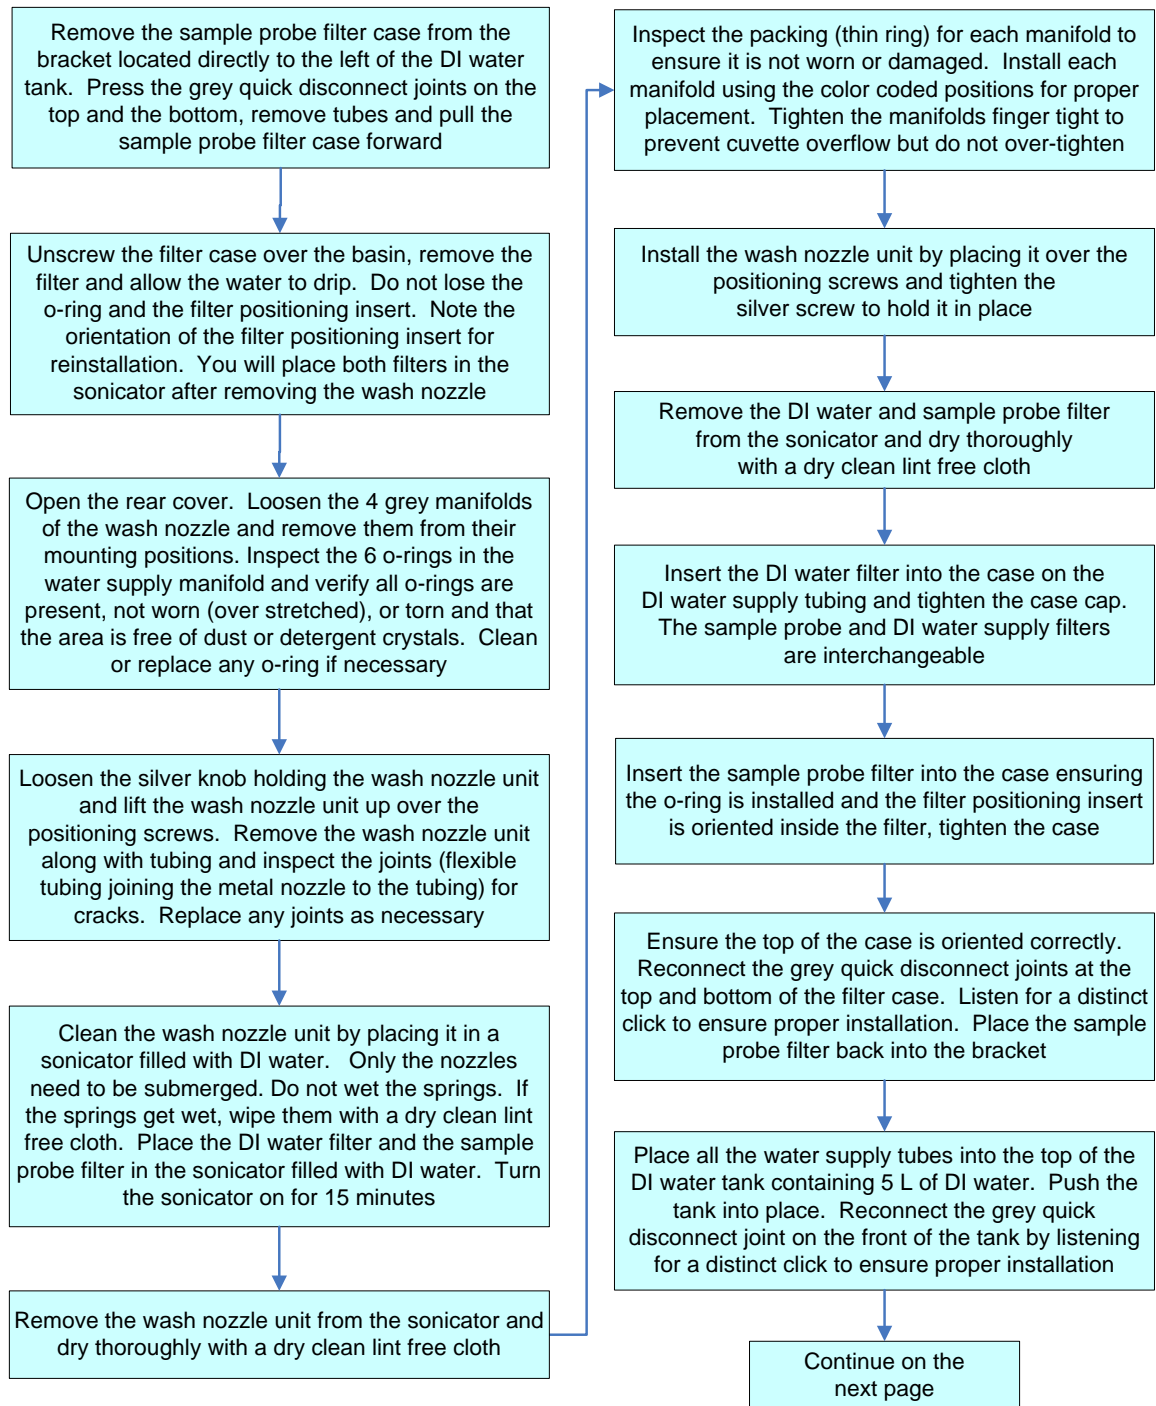 Remove the sample probe filter case from the
bracket located directly to the left of the DI water
tank.  Press the grey quick disconnect joints on the
top and the bottom, remove tubes and pull the
sample probe filter case forward
Unscrew the filter case over the basin, remove the
filter and allow the water to drip.  Do not lose the
o-ring and the filter positioning insert.  Note the
orientation of the filter positioning insert for
reinstallation.  You will place both filters in the
sonicator after removing the wash nozzle
Open the rear cover.  Loosen the 4 grey manifolds
of the wash nozzle and remove them from their
mounting positions. Inspect the 6 o-rings in the
water supply manifold and verify all o-rings are
present, not worn (over stretched), or torn and that
the area is free of dust or detergent crystals.  Clean
or replace any o-ring if necessary
Loosen the silver knob holding the wash nozzle unit
and lift the wash nozzle unit up over the
positioning screws.  Remove the wash nozzle unit
along with tubing and inspect the joints (flexible
tubing joining the metal nozzle to the tubing) for
cracks.  Replace any joints as necessary
Clean the wash nozzle unit by placing it in a
sonicator filled with DI water.   Only the nozzles
need to be submerged. Do not wet the springs.  If
the springs get wet, wipe them with a dry clean lint
free cloth.  Place the DI water filter and the sample
probe filter in the sonicator filled with DI water.  Turn
the sonicator on for 15 minutes
Remove the wash nozzle unit from the sonicator and
dry thoroughly with a dry clean lint free cloth
Inspect the packing (thin ring) for each manifold to
ensure it is not worn or damaged.  Install each
manifold using the color coded positions for proper
placement.  Tighten the manifolds finger tight to
prevent cuvette overflow but do not over-tighten
Install the wash nozzle unit by placing it over the
positioning screws and tighten the
silver screw to hold it in place
Remove the DI water and sample probe filter
from the sonicator and dry thoroughly
with a dry clean lint free cloth
Insert the DI water filter into the case on the
DI water supply tubing and tighten the case cap.
The sample probe and DI water supply filters
are interchangeable
Insert the sample probe filter into the case ensuring
the o-ring is installed and the filter positioning insert
is oriented inside the filter, tighten the case
Ensure the top of the case is oriented correctly.
Reconnect the grey quick disconnect joints at the
top and bottom of the filter case.  Listen for a distinct
click to ensure proper installation.  Place the sample
probe filter back into the bracket
Place all the water supply tubes into the top of the
DI water tank containing 5 L of DI water.  Push the
tank into place.  Reconnect the grey quick
disconnect joint on the front of the tank by listening
for a distinct click to ensure proper installation
Continue on the
next page